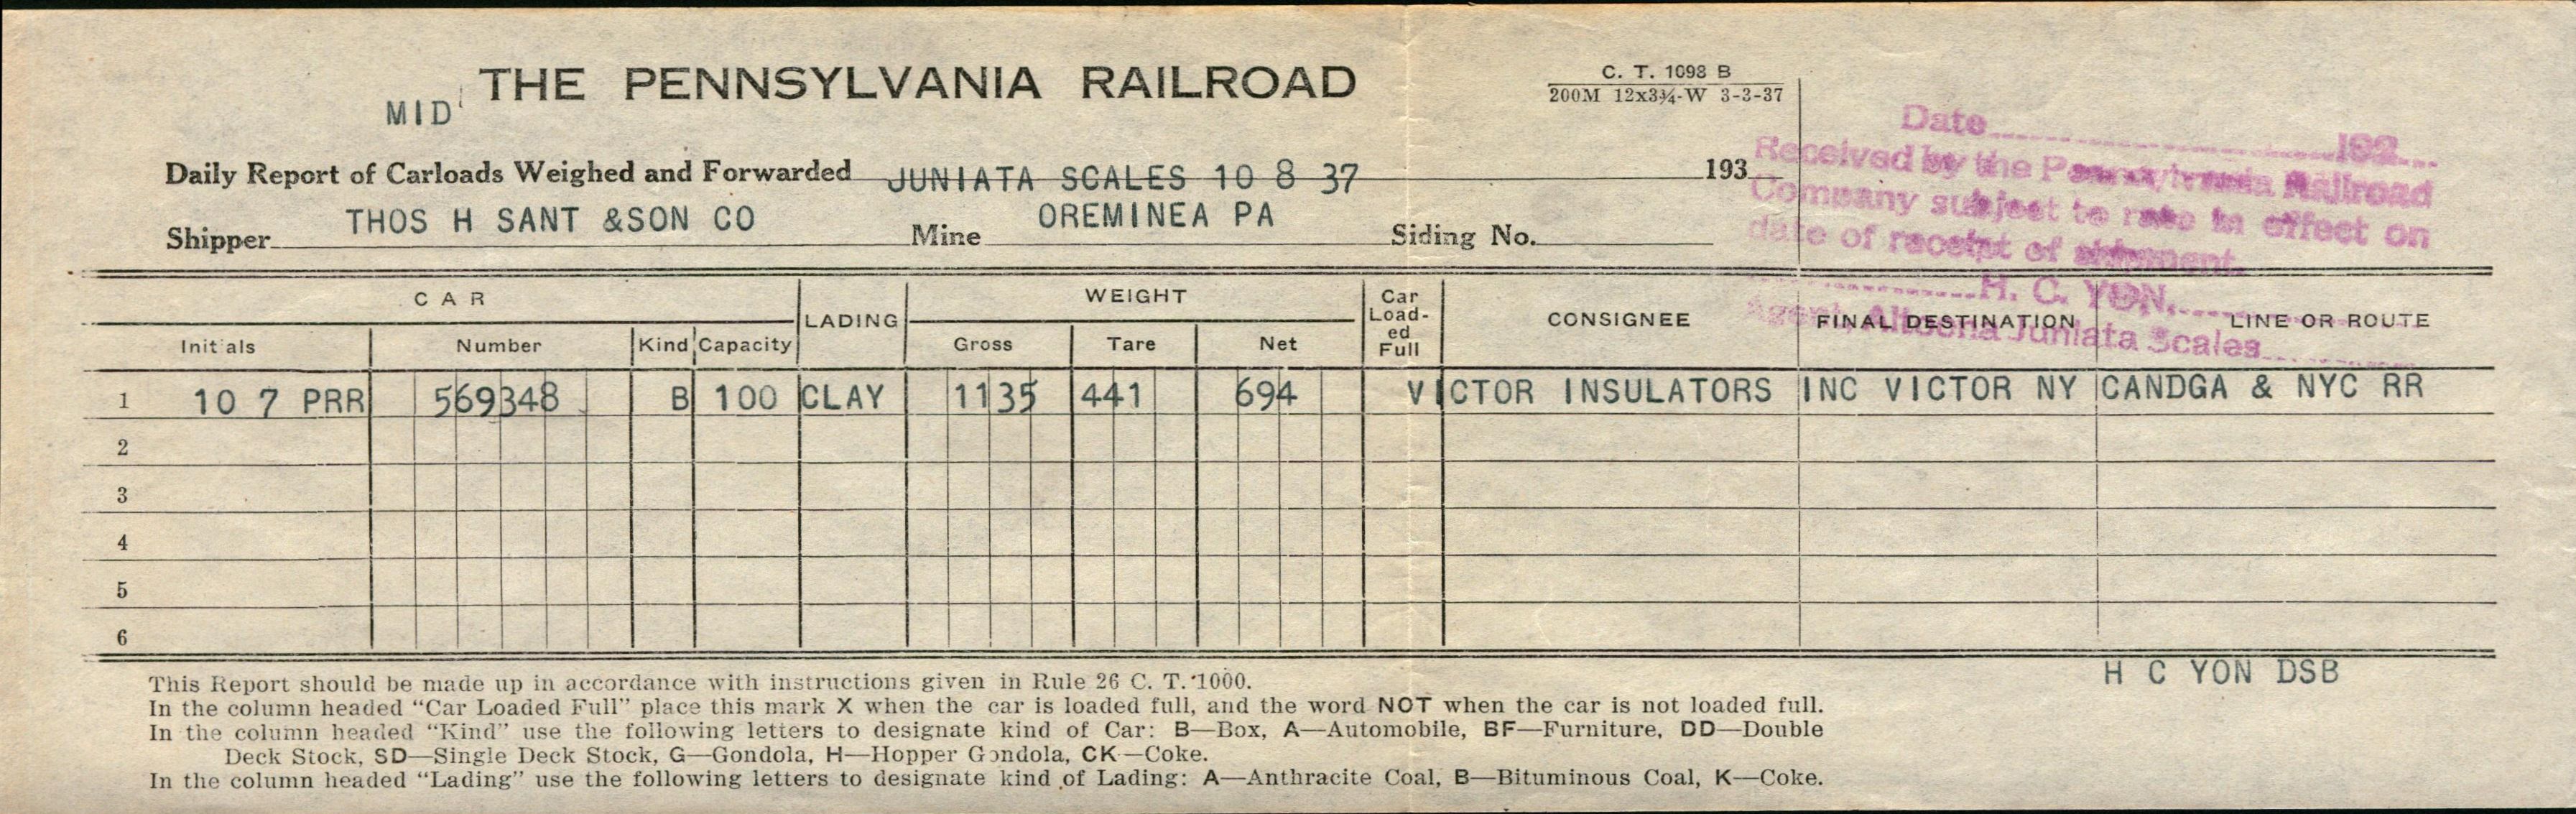 THE PENNSYLVANIA RAILROAD
C. T. 1098 B
200M 12x3¾-W 3-3-37
MID
Date 192
Received by the Pennsylvania Railroad
Company subject to rate in effect on
date of receipt of shipment.
H. C. YON,
Agent, Altoona Juniata Scales
Daily Report of Carloads Weighed and Forwarded JUNIATA SCALES 10 8 37 193
Shipper THOS H SANT &SON CO Mine OREMINEA PA Siding No.
CAR LADING WEIGHT Car Loaded Full CONSIGNEE FINAL DESTINATION LINE OR ROUTE
Initials Number Kind Capacity Gross Tare Net
1 10 7 PRR 569348 B 100 CLAY 1135 441 694 VICTOR INSULATORS INC VICTOR NY CANDGA & NYC RR
2
3
4
5
6
H C YON DSB
This Report should be made up in accordance with instructions given in Rule 26 C. T. 1000.
In the column headed "Car Loaded Full" place this mark X when the car is loaded full, and the word NOT when the car is not loaded full.
In the column headed "Kind" use the following letters to designate kind of Car: B—Box, A—Automobile, BF—Furniture, DD—Double
Deck Stock, SD—Single Deck Stock, G—Gondola, H—Hopper Gondola, CK—Coke.
In the column headed "Lading" use the following letters to designate kind of Lading: A—Anthracite Coal, B—Bituminous Coal, K—Coke.